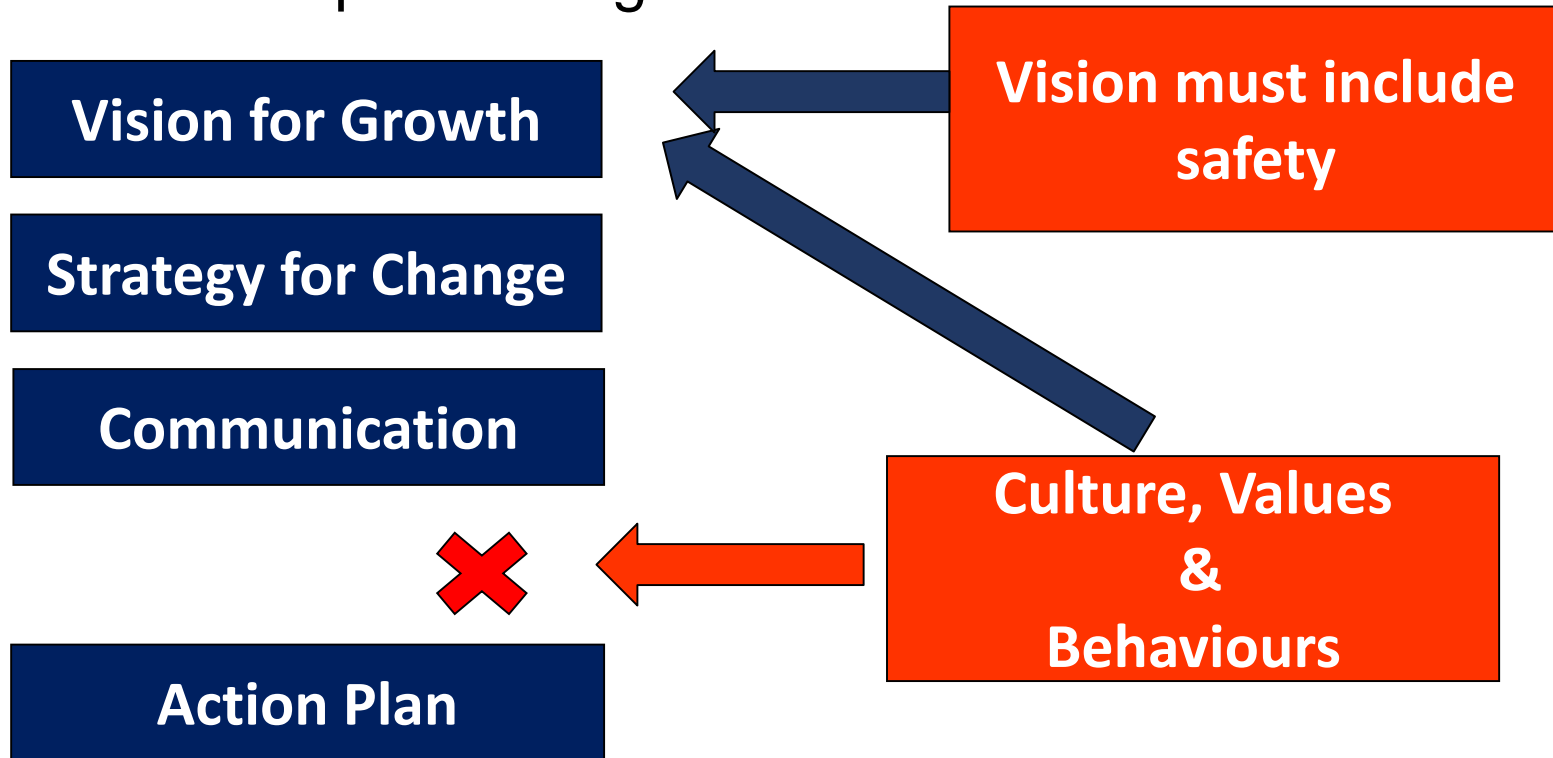 Vision for Growth
Vision must include
safety
Strategy for Change
Communication
Culture, Values
&
Behaviours
Action Plan